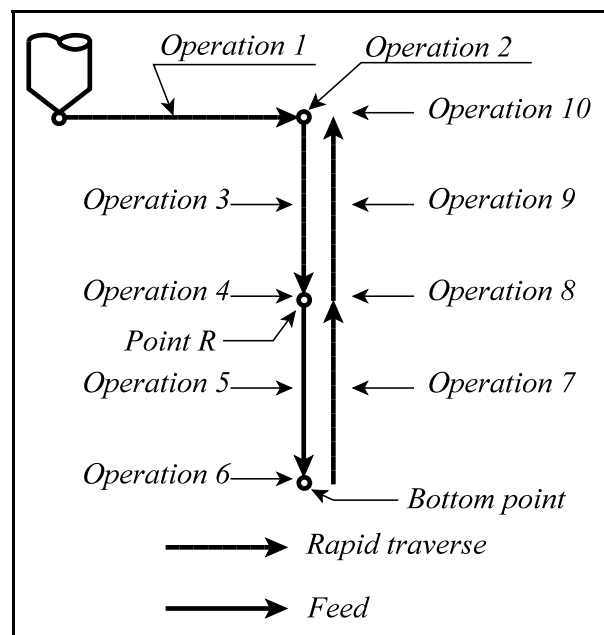 Operation 1
Operation 2
Operation 10
Operation 3
Operation 9
Operation 4
Operation 8
Point R
Operation 5
Operation 7
Operation 6
Bottom point
Rapid traverse
Feed